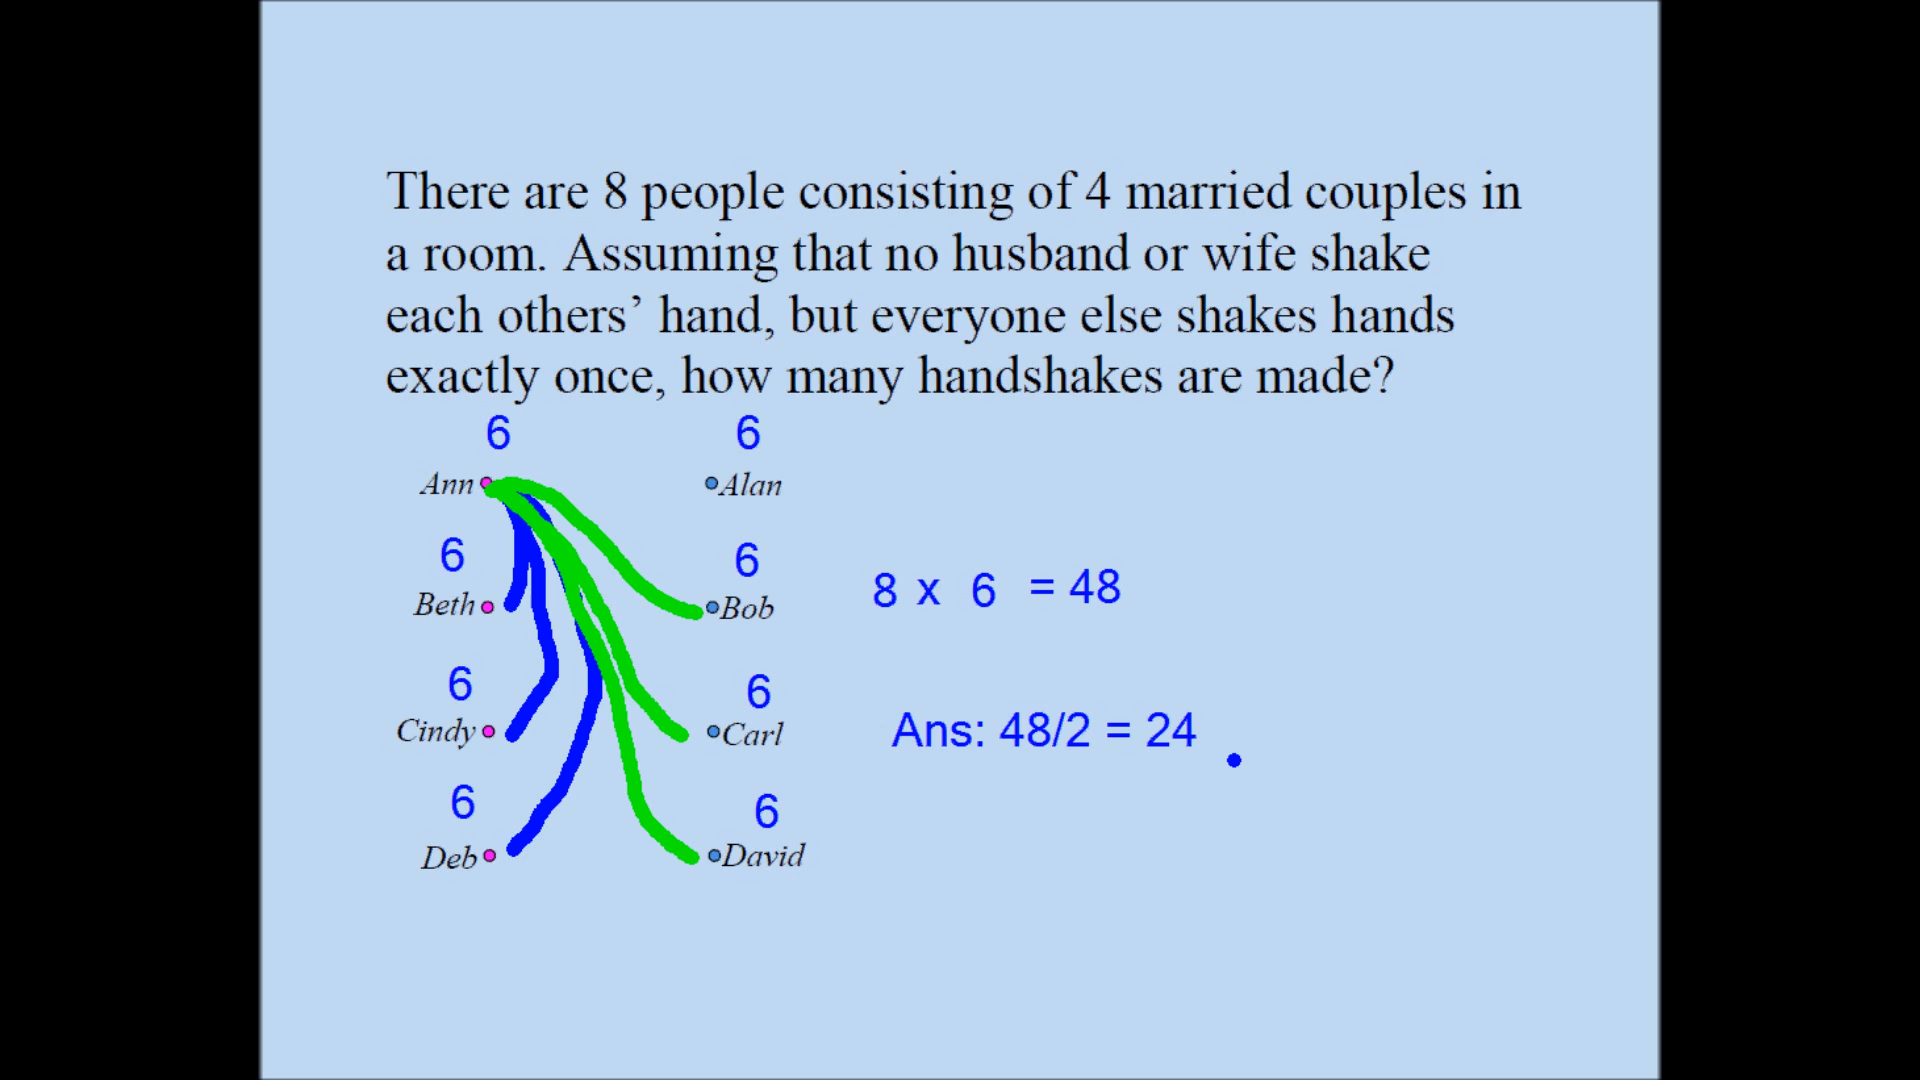 There are 8 people consisting of 4 married couples in
a room. Assuming that no husband or wife shake
each others’ hand, but everyone else shakes hands
exactly once, how many handshakes are made?
6 6
Ann Alan
6 6
Beth Bob
8 x 6 = 48
6 6
Cindy Carl
Ans: 48/2 = 24
6 6
Deb David